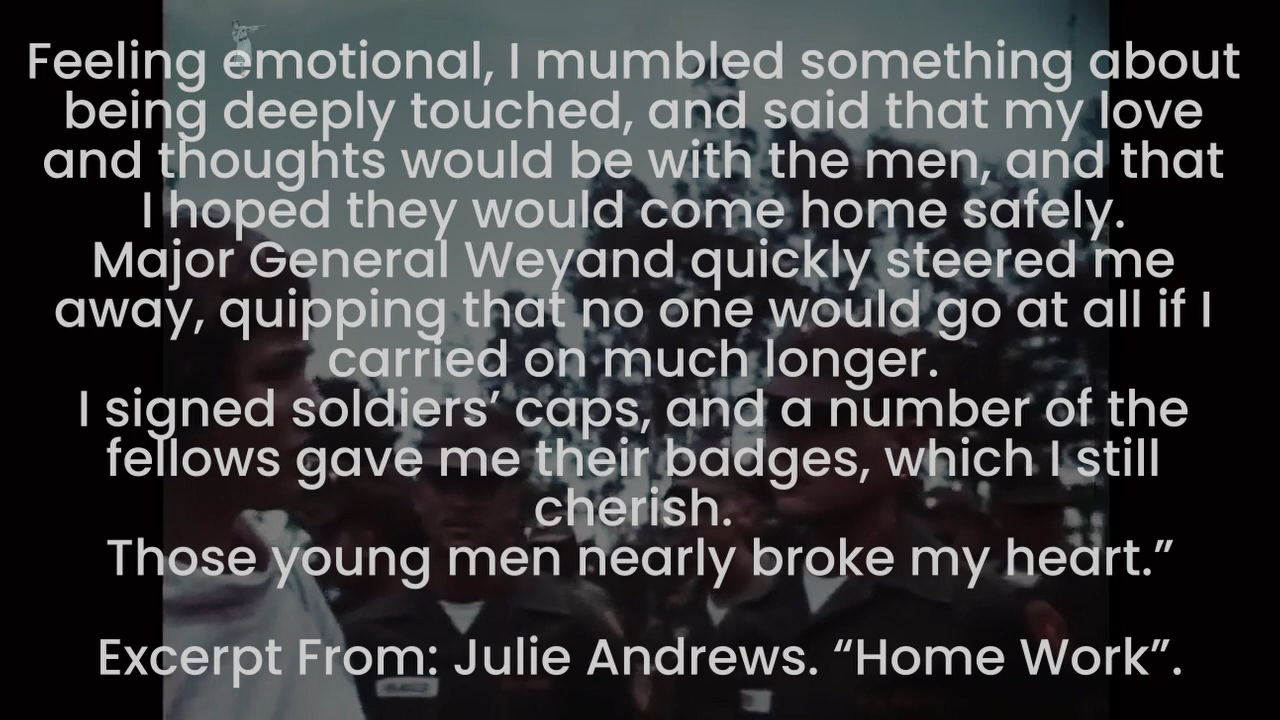 Feeling emotional, I mumbled something about
being deeply touched, and said that my love
and thoughts would be with the men, and that
I hoped they would come home safely.
Major General Weyand quickly steered me
away, quipping that no one would go at all if I
carried on much longer.
I signed soldiers’ caps, and a number of the
fellows gave me their badges, which I still
cherish.
Those young men nearly broke my heart.”
Excerpt From: Julie Andrews. “Home Work”.